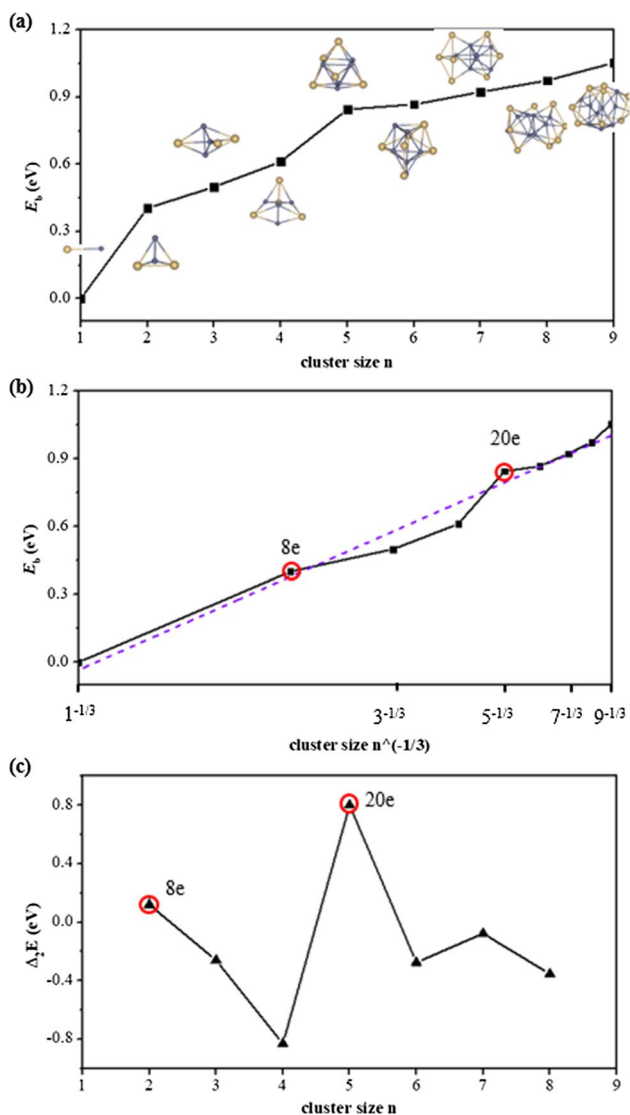 (a)
1.2
0.9
0.6
0.3
0.0
E_b (eV)
1 2 3 4 5 6 7 8 9
cluster size n
(b)
1.2
0.9
0.6
0.3
0.0
E_b (eV)
8e
20e
1^-1/3 3^-1/3 5^-1/3 7^-1/3 9^-1/3
cluster size n^(-1/3)
(c)
0.8
0.4
0.0
-0.4
-0.8
Δ₂E (eV)
8e
20e
1 2 3 4 5 6 7 8 9
cluster size n